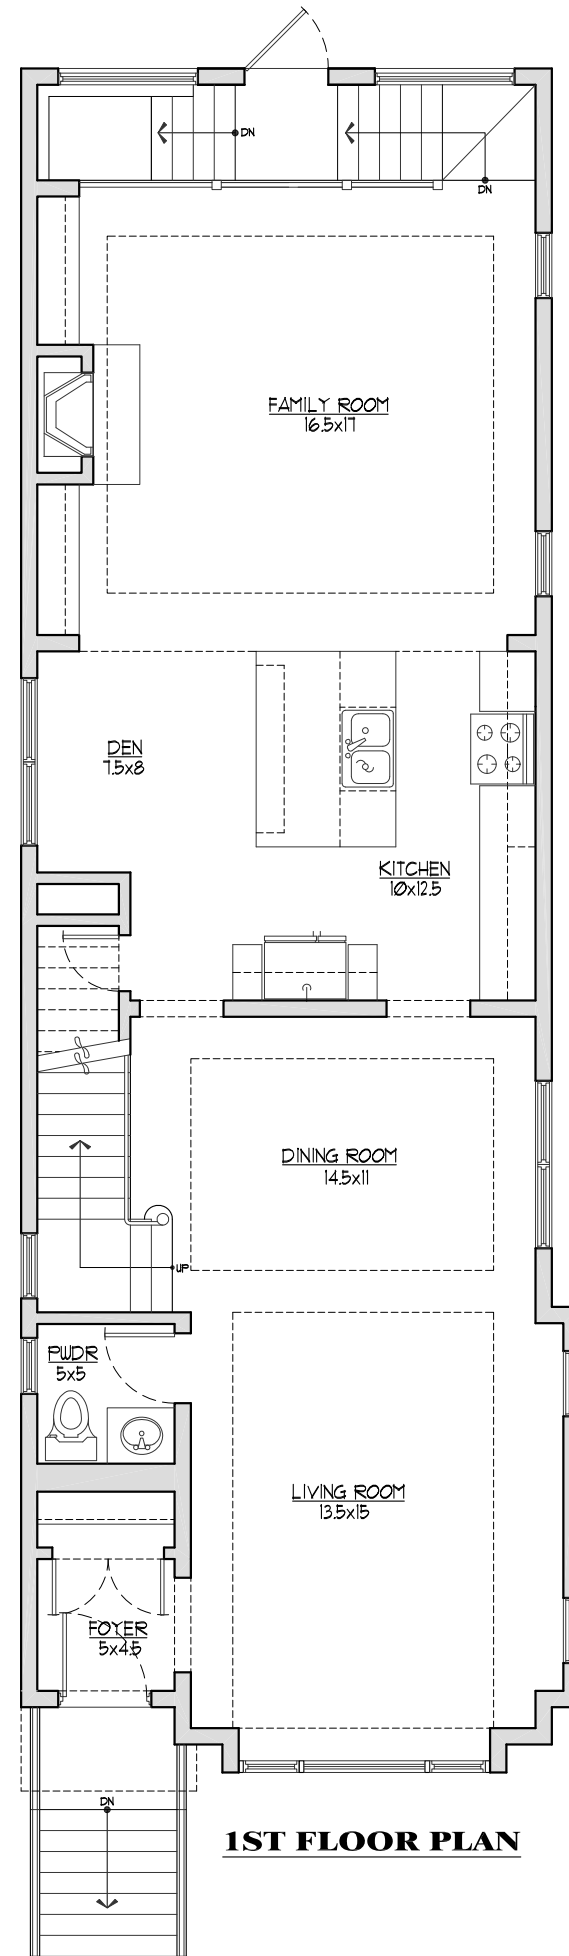 DN
DN
FAMILY ROOM
16.5x17
DEN
7.5x8
KITCHEN
10x12.5
DINING ROOM
14.5x11
UP
PWDR
5x5
LIVING ROOM
13.5x15
FOYER
5x4.5
DN
1ST FLOOR PLAN